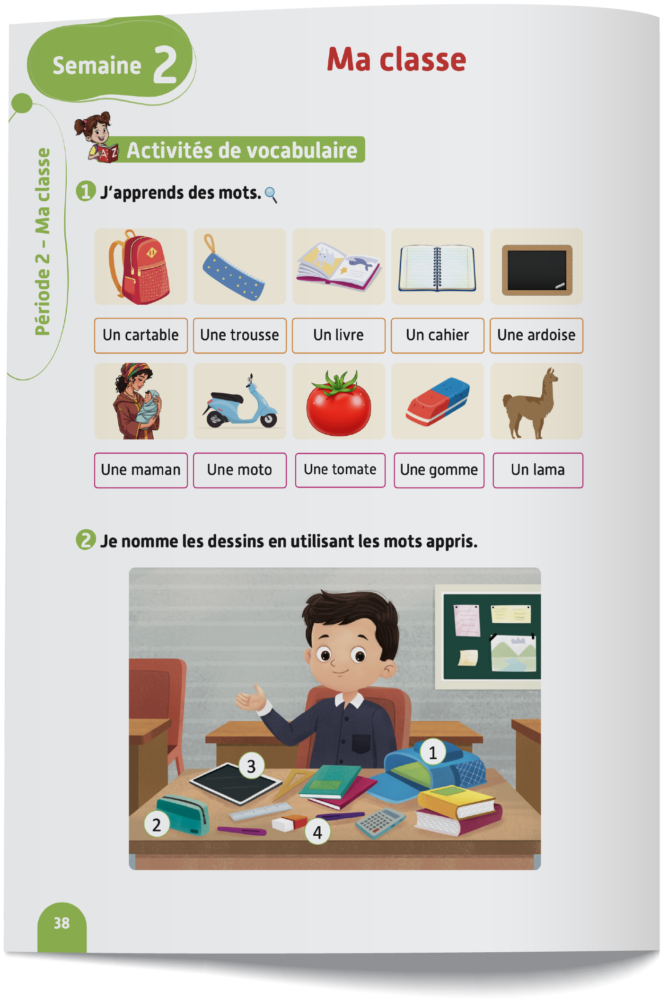 Semaine 2
Ma classe
Période 2 – Ma classe
A Z
Activités de vocabulaire
1 J'apprends des mots.
Un cartable
Une trousse
Un livre
Un cahier
Une ardoise
Une maman
Une moto
Une tomate
Une gomme
Un lama
2 Je nomme les dessins en utilisant les mots appris.
1
3
2
4
38